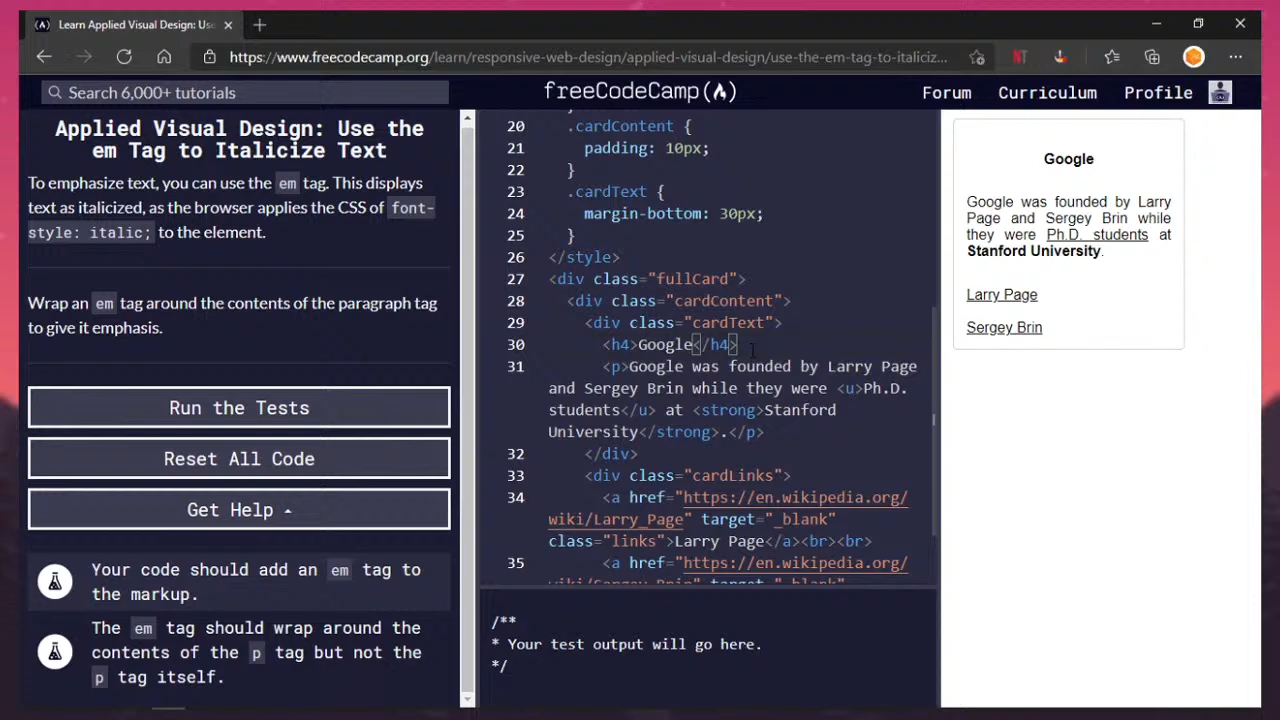 Learn Applied Visual Design: Use
https://www.freecodecamp.org/learn/responsive-web-design/applied-visual-design/use-the-em-tag-to-italiciz...
Search 6,000+ tutorials
freeCodeCamp
Forum
Curriculum
Profile
Applied Visual Design: Use the
em Tag to Italicize Text
To emphasize text, you can use the em tag. This displays
text as italicized, as the browser applies the CSS of font-
style: italic; to the element.
Wrap an em tag around the contents of the paragraph tag
to give it emphasis.
Run the Tests
Reset All Code
Get Help
Your code should add an em tag to
the markup.
The em tag should wrap around the
contents of the p tag but not the
p tag itself.
20 .cardContent {
21 padding: 10px;
22 }
23 .cardText {
24 margin-bottom: 30px;
25 }
26 </style>
27 <div class="fullCard">
28 <div class="cardContent">
29 <div class="cardText">
30 <h4>Google</h4>
31 <p>Google was founded by Larry Page
and Sergey Brin while they were <u>Ph.D.
students</u> at <strong>Stanford
University</strong>.</p>
32 </div>
33 <div class="cardLinks">
34 <a href="https://en.wikipedia.org/
wiki/Larry_Page" target="_blank"
class="links">Larry Page</a><br><br>
35 <a href="https://en.wikipedia.org/
wiki/Sergey_Brin" target="_blank"
/**
* Your test output will go here.
*/
Google
Google was founded by Larry
Page and Sergey Brin while
they were Ph.D. students at
Stanford University.
Larry Page
Sergey Brin